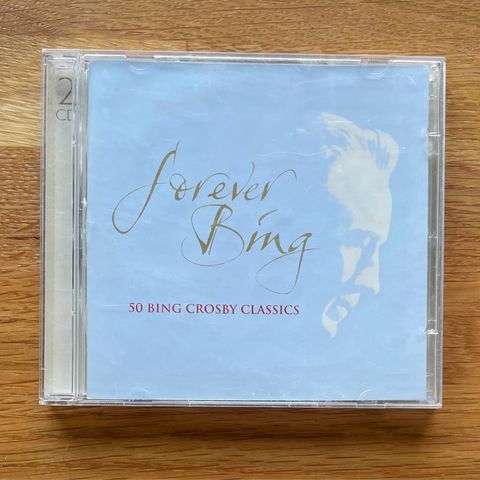 2
CD
forever
Bing
50 BING CROSBY CLASSICS